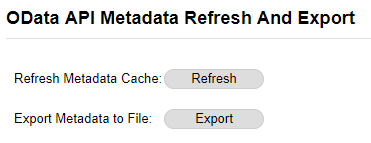 OData API Metadata Refresh And Export
Refresh Metadata Cache: Refresh
Export Metadata to File: Export